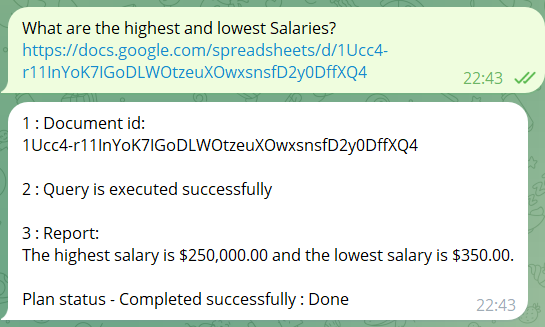 What are the highest and lowest Salaries?
https://docs.google.com/spreadsheets/d/1Ucc4-
r11InYoK7IGoDLWOtzeuXOwxsnsfD2y0DffXQ4
22:43
1 : Document id:
1Ucc4-r11InYoK7IGoDLWOtzeuXOwxsnsfD2y0DffXQ4
2 : Query is executed successfully
3 : Report:
The highest salary is $250,000.00 and the lowest salary is $350.00.
Plan status - Completed successfully : Done
22:43